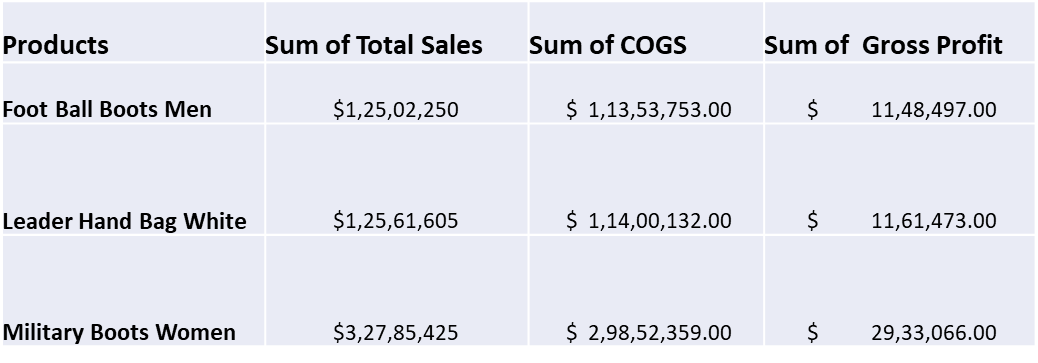 Products Sum of Total Sales Sum of COGS Sum of Gross Profit
Foot Ball Boots Men $1,25,02,250 $ 1,13,53,753.00 $ 11,48,497.00
Leader Hand Bag White $1,25,61,605 $ 1,14,00,132.00 $ 11,61,473.00
Military Boots Women $3,27,85,425 $ 2,98,52,359.00 $ 29,33,066.00